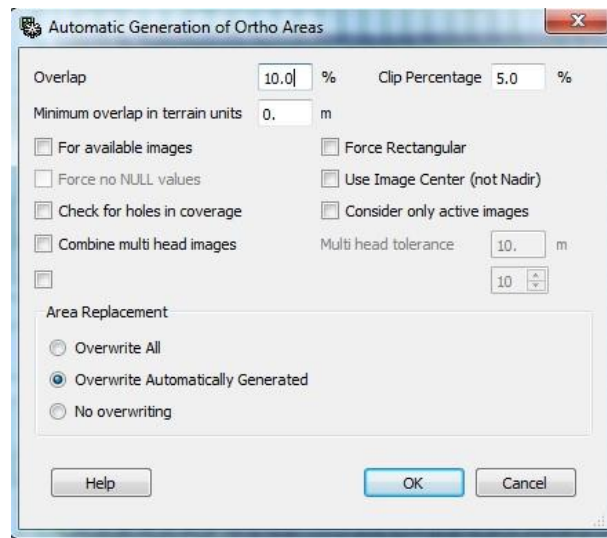 Automatic Generation of Ortho Areas
Overlap 10.0 % Clip Percentage 5.0 %
Minimum overlap in terrain units 0. m
For available images Force Rectangular
Force no NULL values Use Image Center (not Nadir)
Check for holes in coverage Consider only active images
Combine multi head images Multi head tolerance 10. m
10
Area Replacement
Overwrite All
Overwrite Automatically Generated
No overwriting
Help OK Cancel